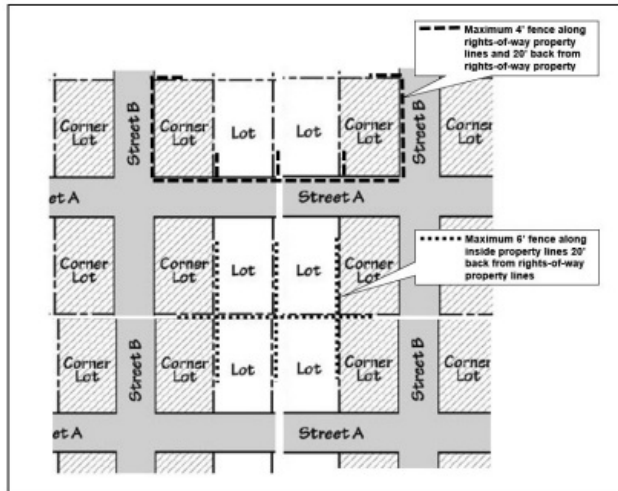 Maximum 4' fence along
rights-of-way property
lines and 20' back from
rights-of-way property
Corner
Lot
Street B
Corner
Lot
Lot
Lot
Corner
Lot
Street B
Corner
Lot
et A
Street A
Maximum 6' fence along
inside property lines 20'
back from rights-of-way
property lines
Corner
Lot
Corner
Lot
Lot
Lot
Corner
Lot
Corner
Lot
Corner
Lot
Street B
Corner
Lot
Lot
Lot
Corner
Lot
Street B
Corner
Lot
et A
Street A